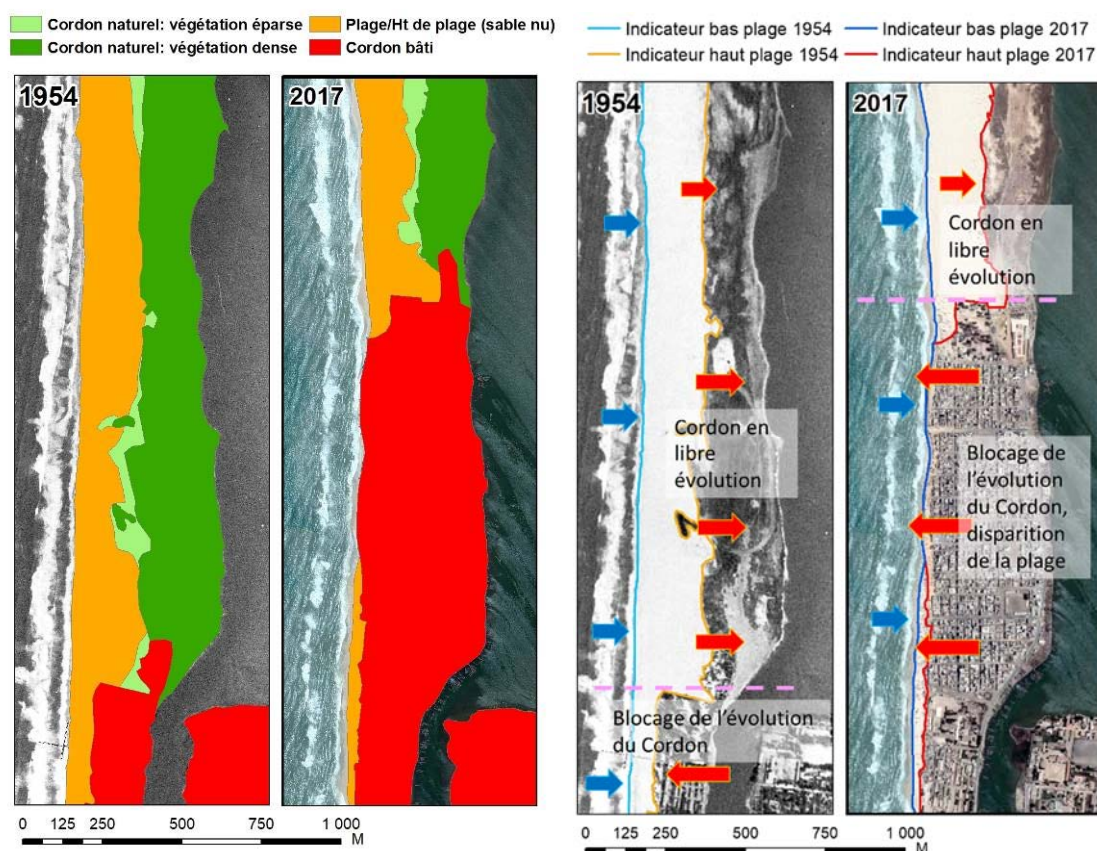 Cordon naturel: végétation éparse
Plage/Ht de plage (sable nu)
Cordon naturel: végétation dense
Cordon bâti
1954
2017
0 125 250 500 750 1 000
M
Indicateur bas plage 1954
Indicateur bas plage 2017
Indicateur haut plage 1954
Indicateur haut plage 2017
1954
2017
Cordon en
libre
évolution
Blocage de l'évolution
du Cordon
Cordon en
libre
évolution
Blocage de
l'évolution
du Cordon,
disparition
de la plage
0 125 250 500 750 1 000
M